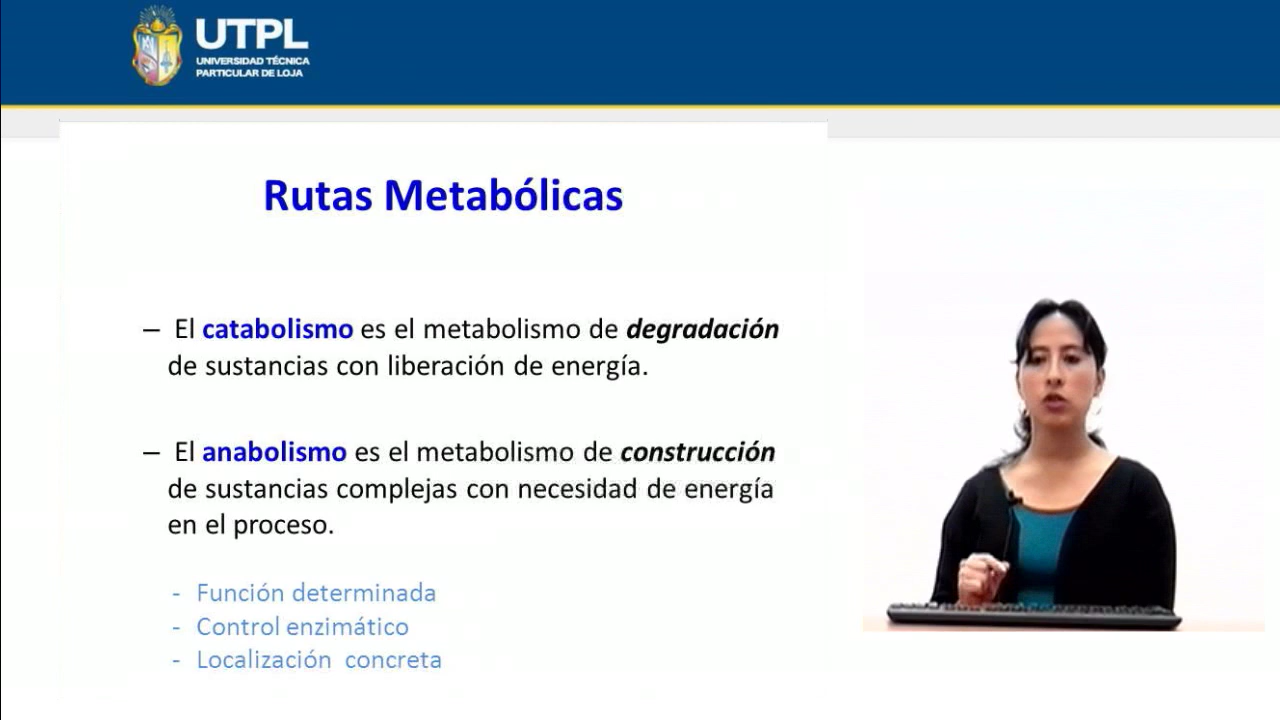 UTPL
UNIVERSIDAD TÉCNICA
PARTICULAR DE LOJA
Rutas Metabólicas
– El catabolismo es el metabolismo de degradación
de sustancias con liberación de energía.
– El anabolismo es el metabolismo de construcción
de sustancias complejas con necesidad de energía
en el proceso.
- Función determinada
- Control enzimático
- Localización concreta